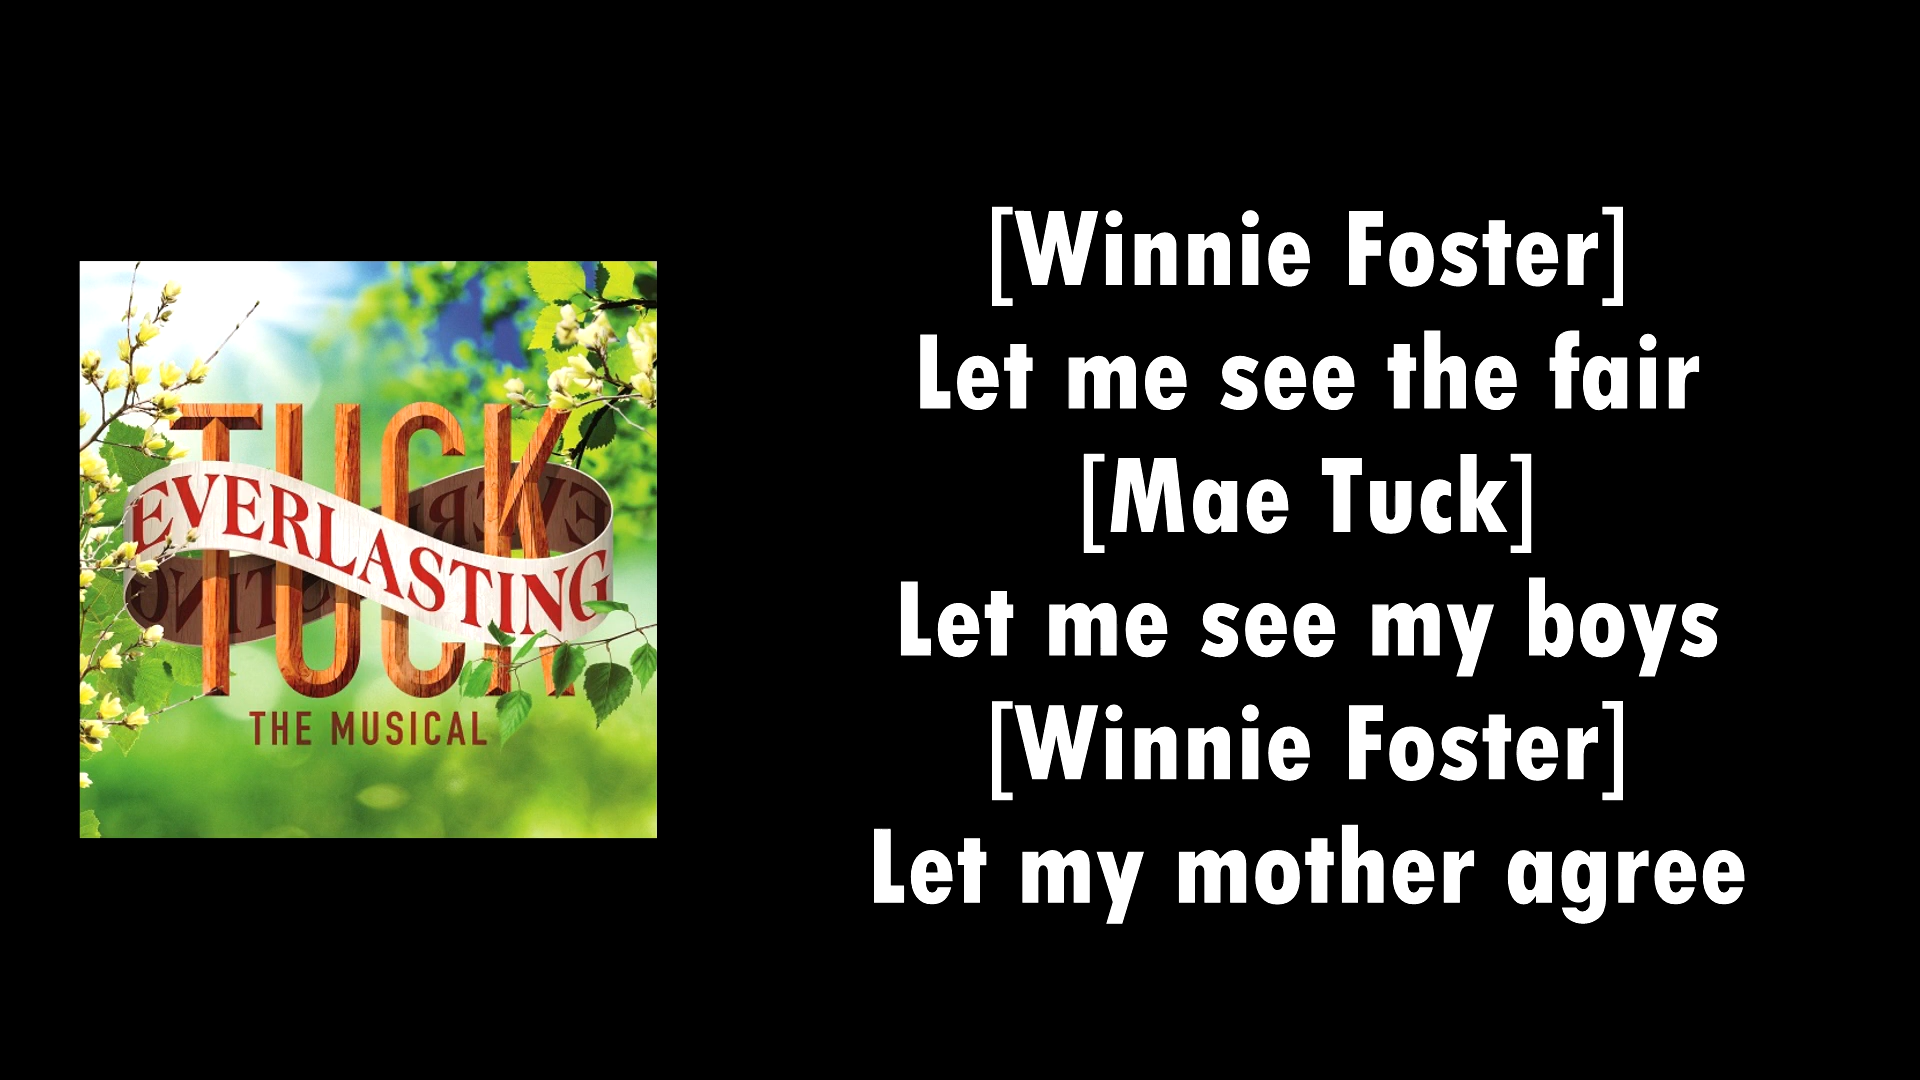 TUCK
EVERLASTING
THE MUSICAL
[Winnie Foster]
Let me see the fair
[Mae Tuck]
Let me see my boys
[Winnie Foster]
Let my mother agree